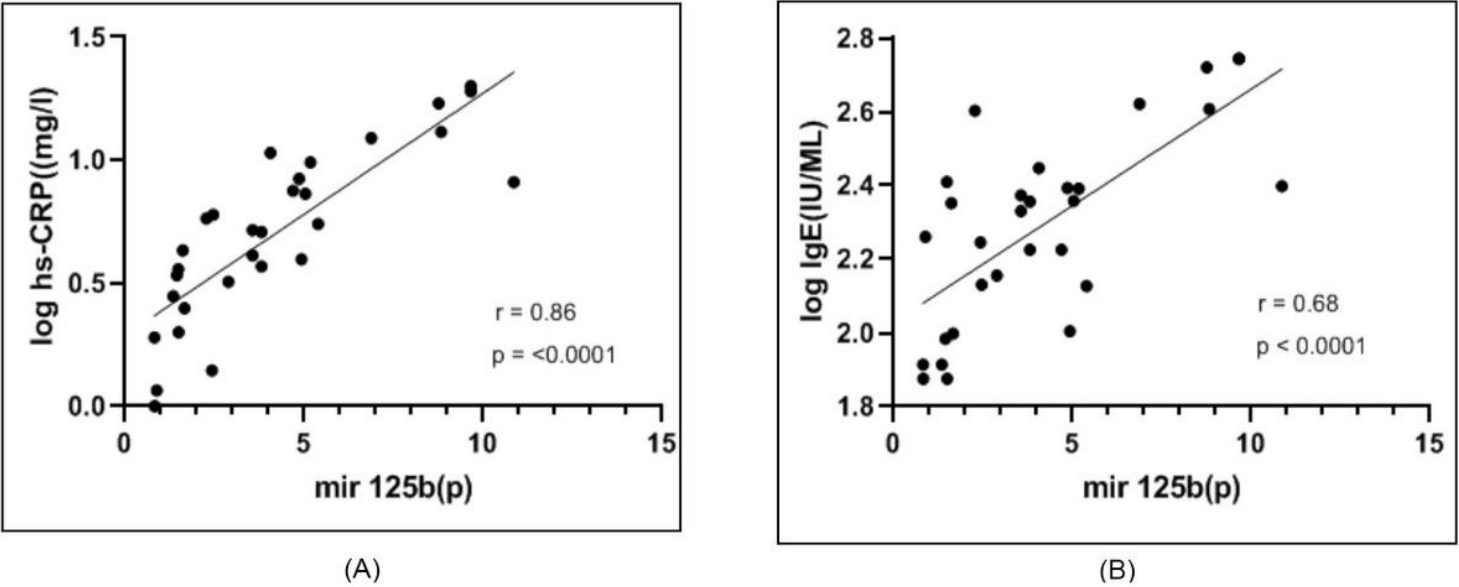 log hs-CRP((mg/l)
1.5
1.0
0.5
0.0
0 5 10 15
mir 125b(p)
r = 0.86
p = <0.0001
(A)
log IgE(IU/ML)
2.8
2.6
2.4
2.2
2.0
1.8
0 5 10 15
mir 125b(p)
r = 0.68
p < 0.0001
(B)